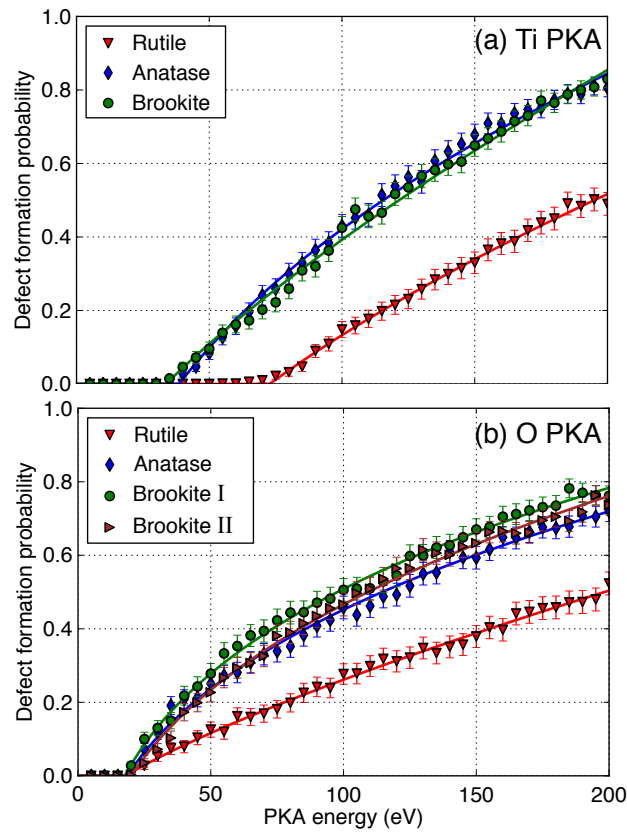 (a) Ti PKA
Rutile
Anatase
Brookite
Defect formation probability
1.0
0.8
0.6
0.4
0.2
0.0
(b) O PKA
Rutile
Anatase
Brookite I
Brookite II
Defect formation probability
1.0
0.8
0.6
0.4
0.2
0.0
0 50 100 150 200
PKA energy (eV)